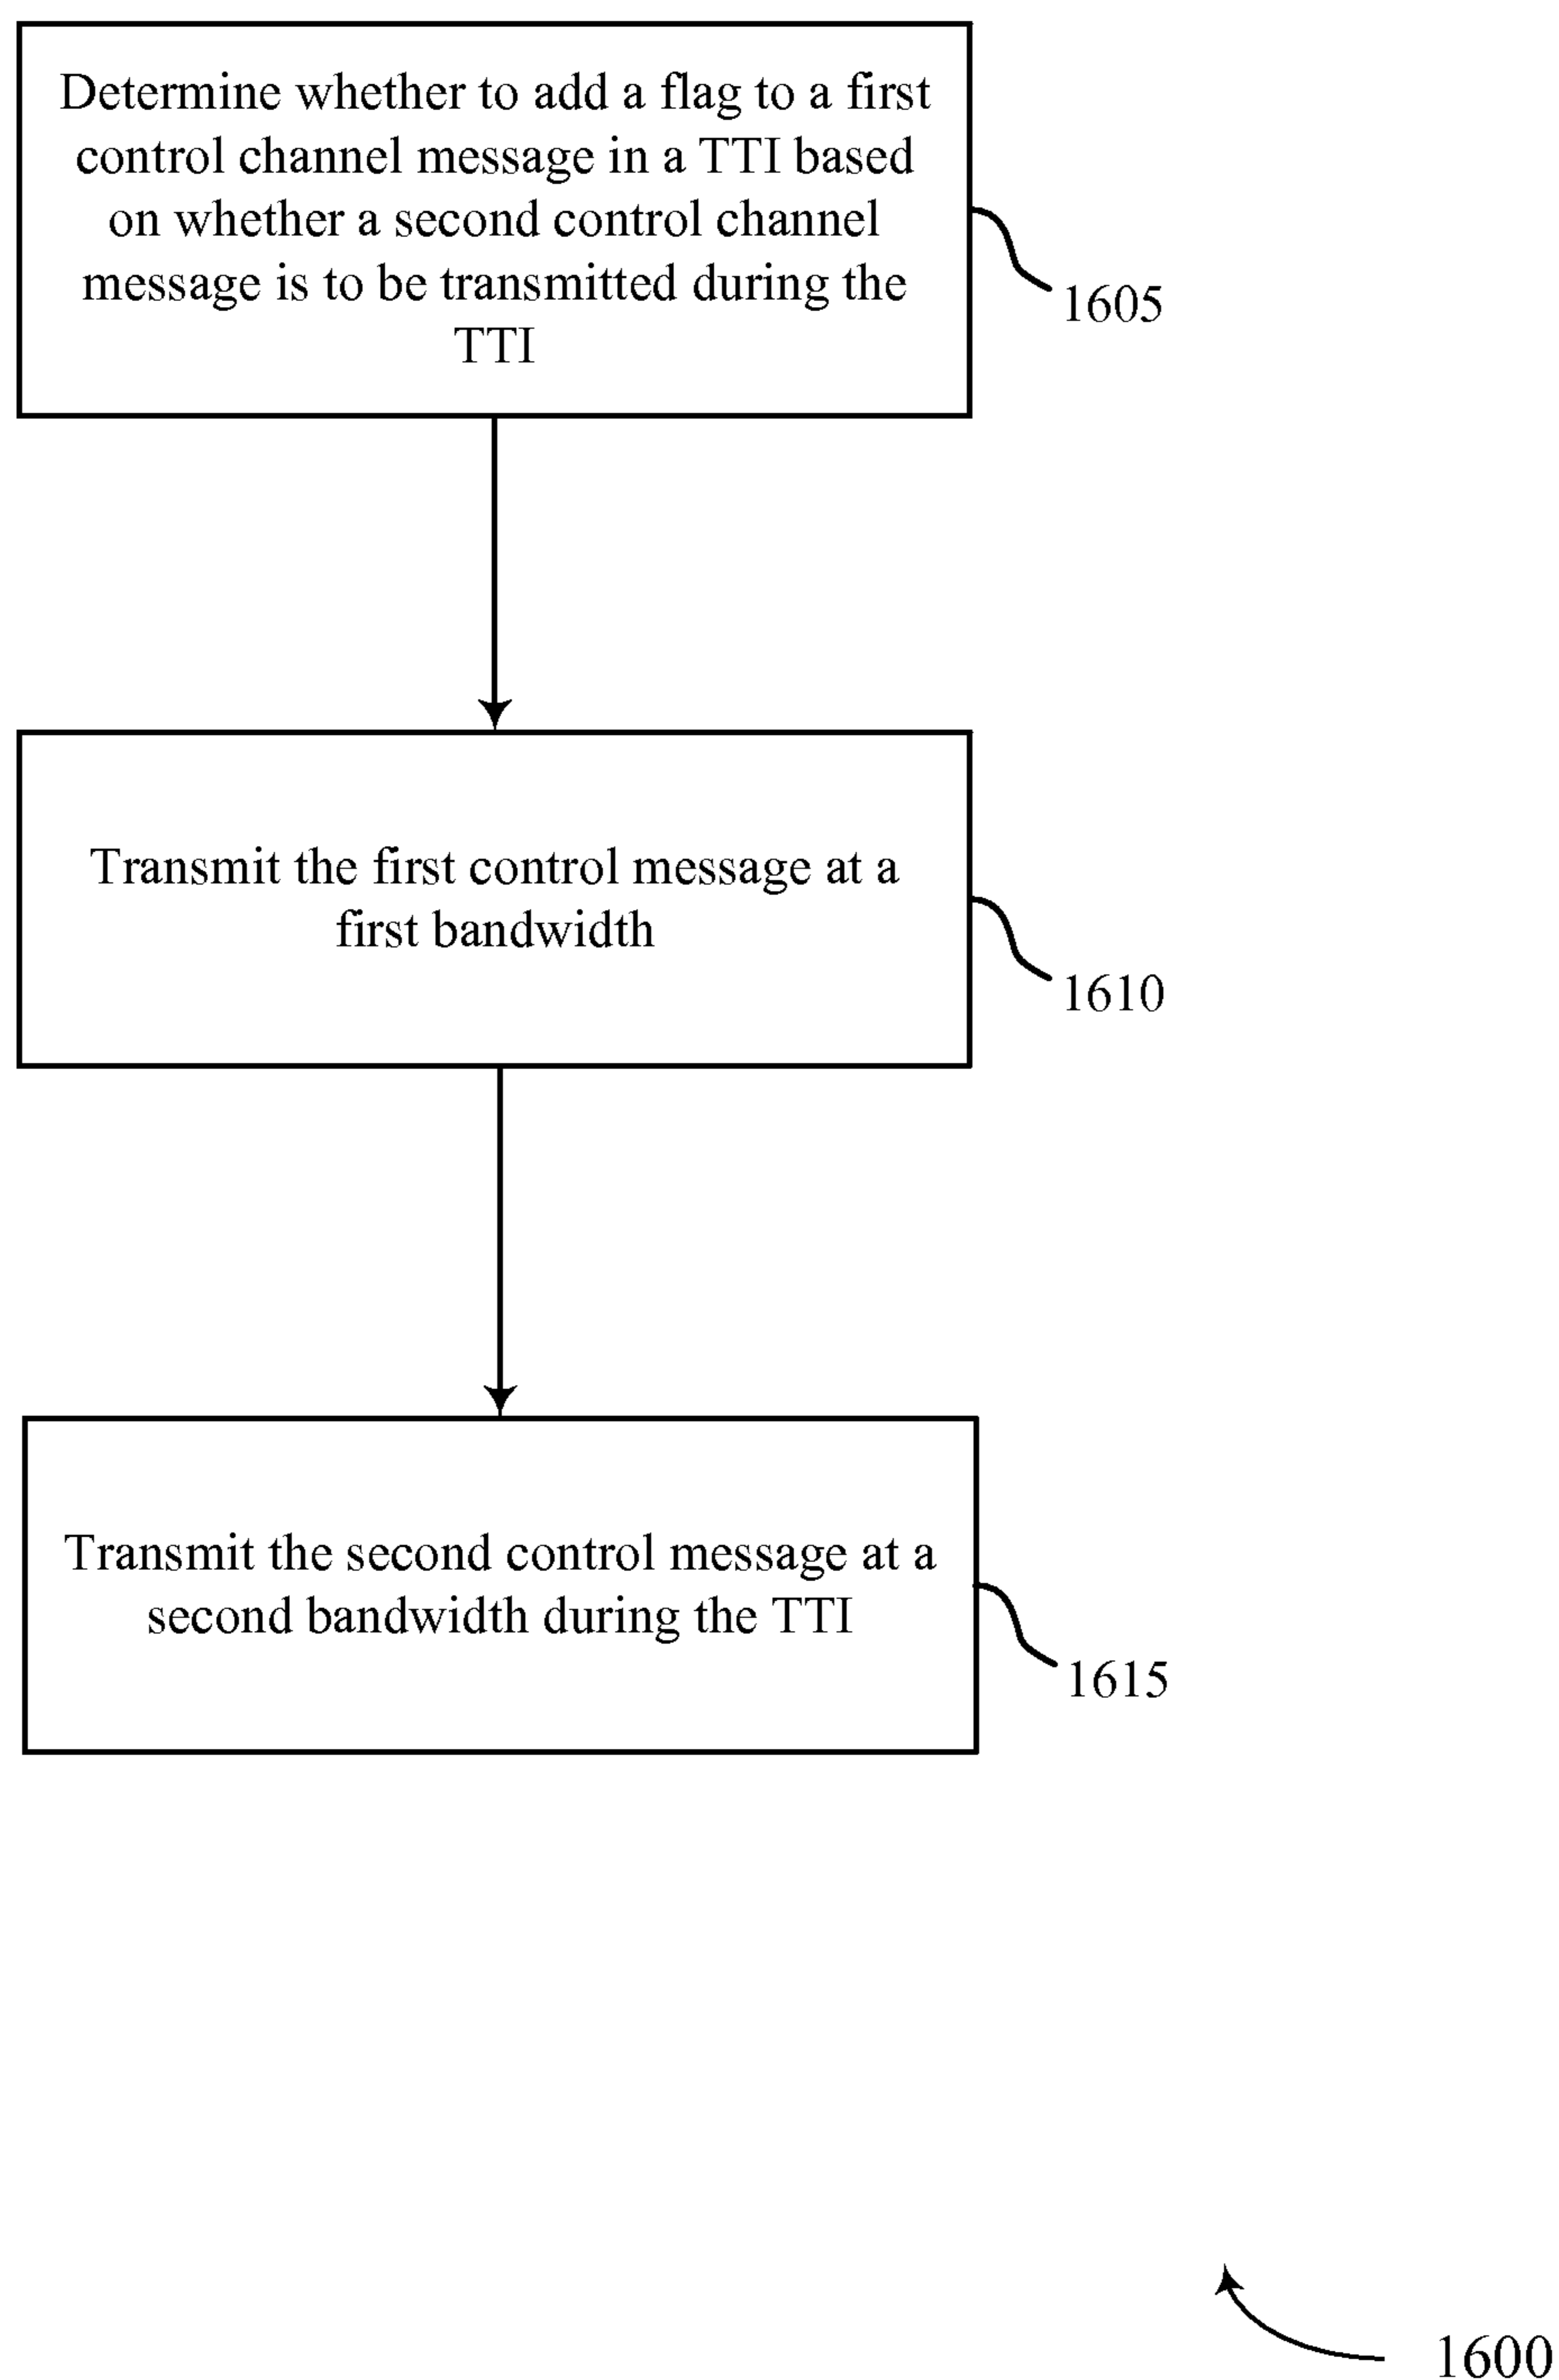 Determine whether to add a flag to a first
control channel message in a TTI based
on whether a second control channel
message is to be transmitted during the
TTI
1605
Transmit the first control message at a
first bandwidth
1610
Transmit the second control message at a
second bandwidth during the TTI
1615
1600